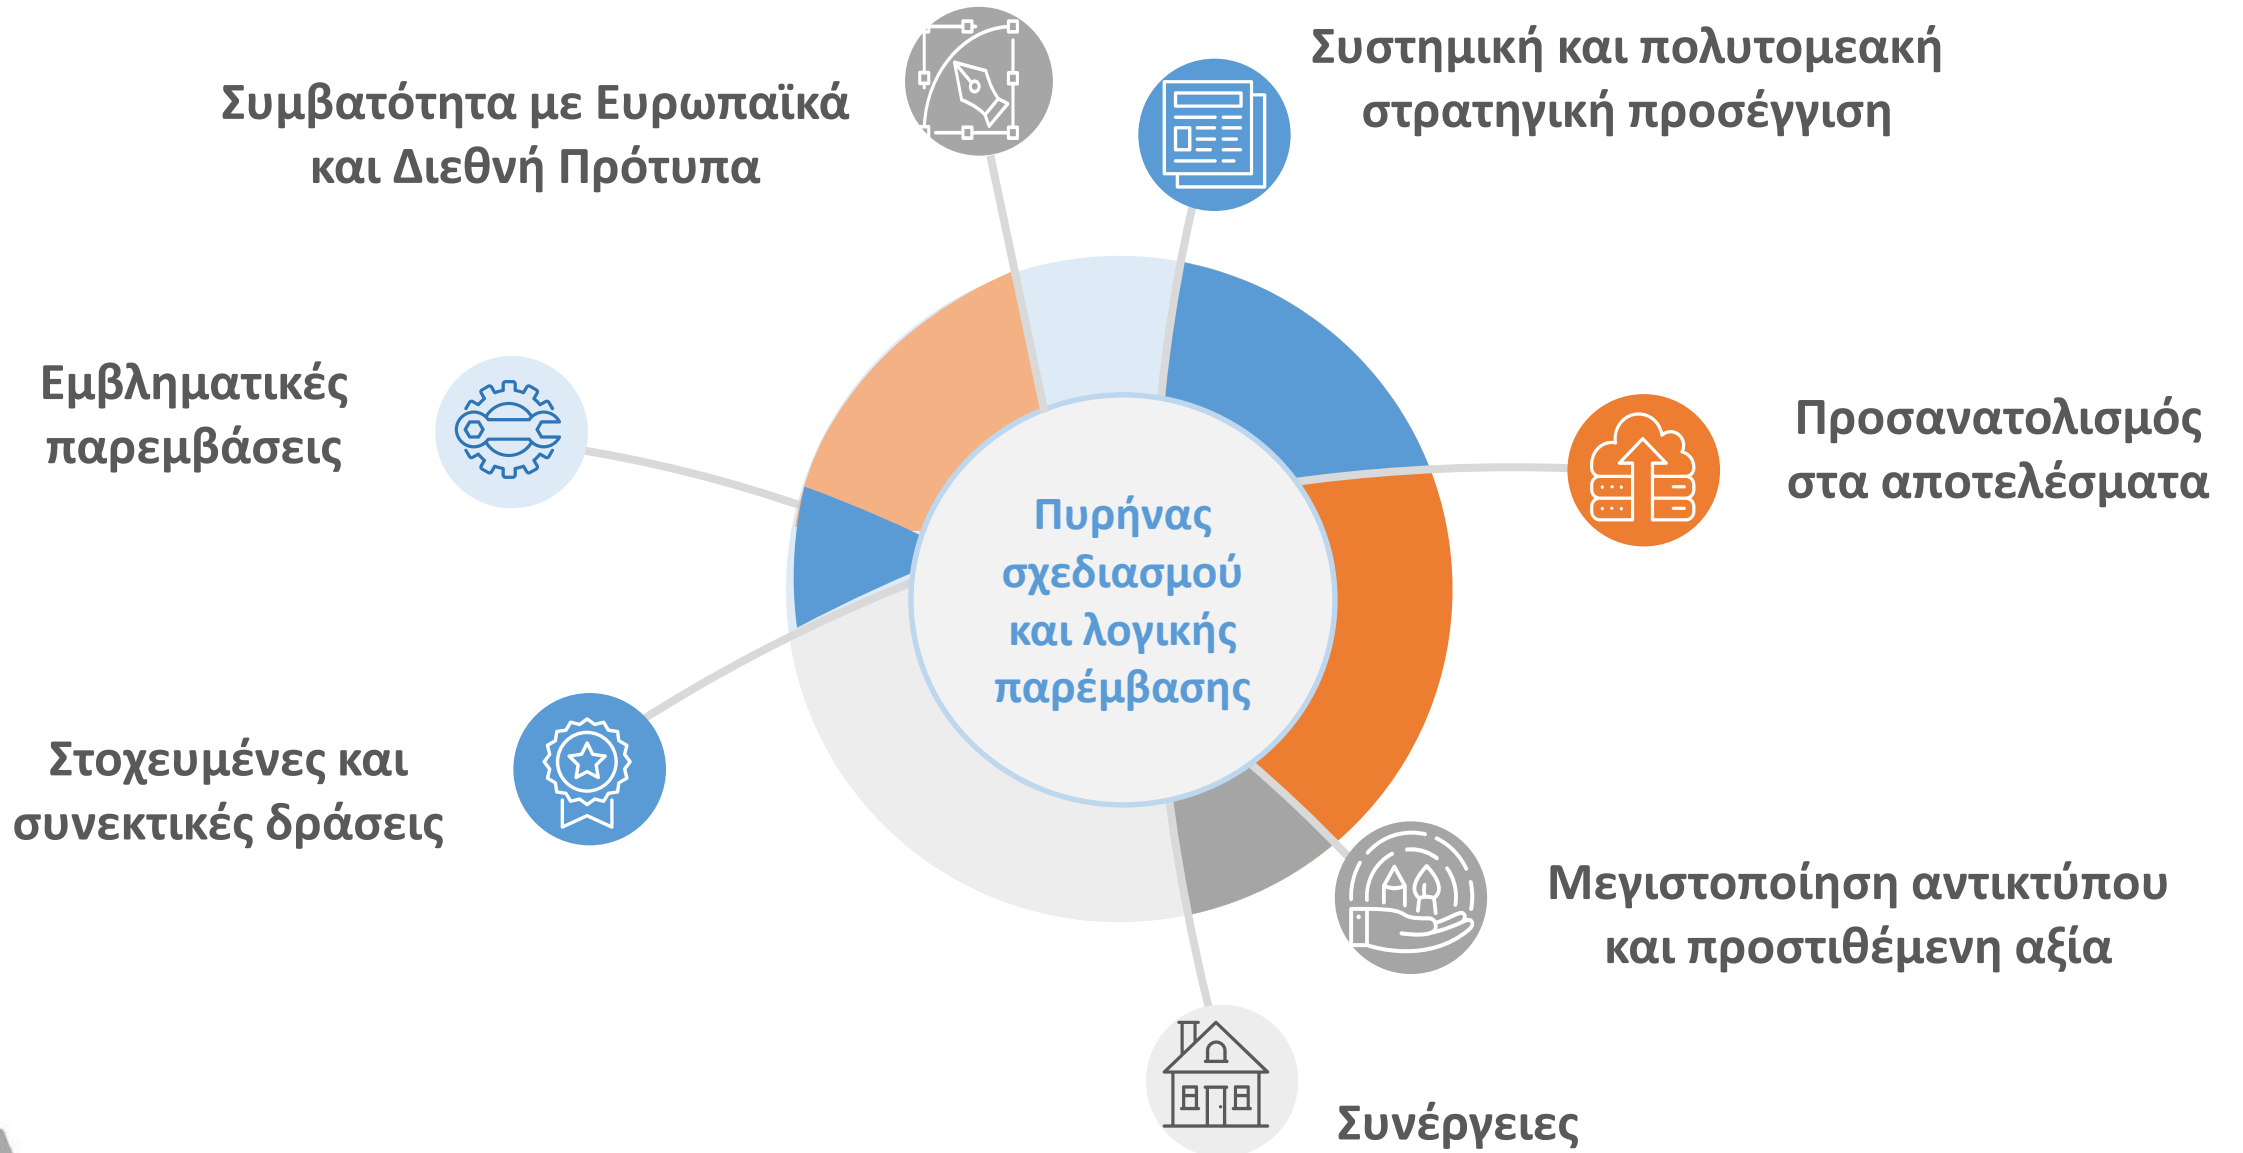 Συμβατότητα με Ευρωπαϊκά
και Διεθνή Πρότυπα
Συστημική και πολυτομεακή
στρατηγική προσέγγιση
Εμβληματικές
παρεμβάσεις
Προσανατολισμός
στα αποτελέσματα
Πυρήνας
σχεδιασμού
και λογικής
παρέμβασης
Στοχευμένες και
συνεκτικές δράσεις
Μεγιστοποίηση αντικτύπου
και προστιθέμενη αξία
Συνέργειες